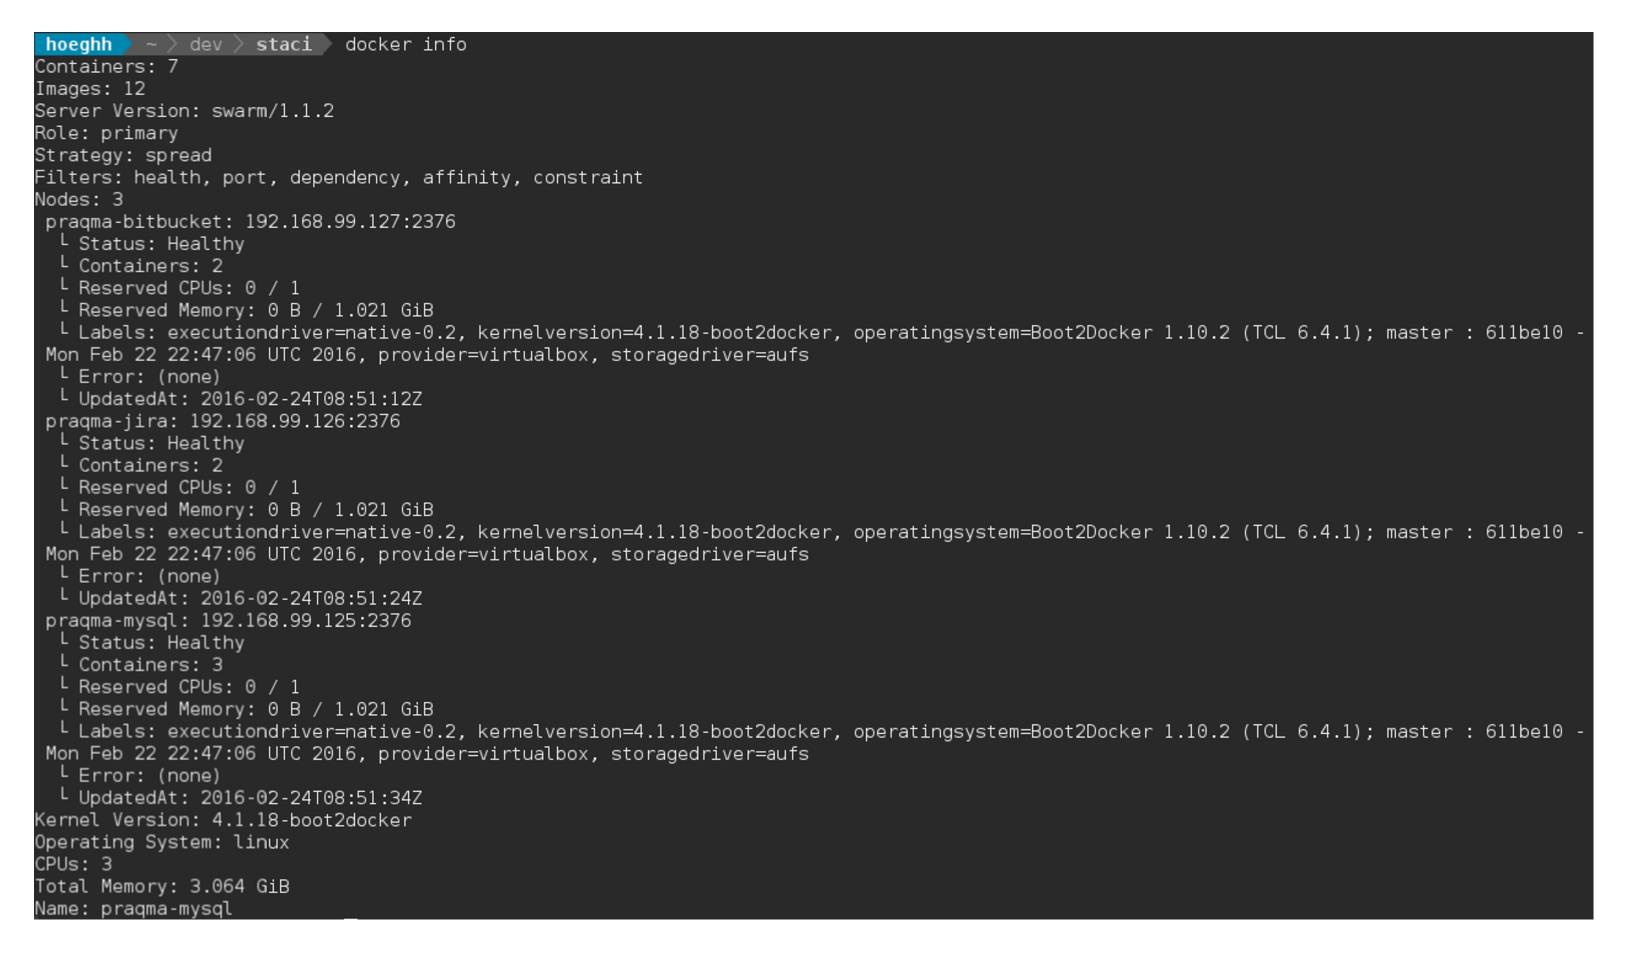 hoeghh ~ dev staci docker info
Containers: 7
Images: 12
Server Version: swarm/1.1.2
Role: primary
Strategy: spread
Filters: health, port, dependency, affinity, constraint
Nodes: 3
praqma-bitbucket: 192.168.99.127:2376
└ Status: Healthy
└ Containers: 2
└ Reserved CPUs: 0 / 1
└ Reserved Memory: 0 B / 1.021 GiB
└ Labels: executiondriver=native-0.2, kernelversion=4.1.18-boot2docker, operatingsystem=Boot2Docker 1.10.2 (TCL 6.4.1); master : 611be10 -
Mon Feb 22 22:47:06 UTC 2016, provider=virtualbox, storagedriver=aufs
└ Error: (none)
└ UpdatedAt: 2016-02-24T08:51:12Z
praqma-jira: 192.168.99.126:2376
└ Status: Healthy
└ Containers: 2
└ Reserved CPUs: 0 / 1
└ Reserved Memory: 0 B / 1.021 GiB
└ Labels: executiondriver=native-0.2, kernelversion=4.1.18-boot2docker, operatingsystem=Boot2Docker 1.10.2 (TCL 6.4.1); master : 611be10 -
Mon Feb 22 22:47:06 UTC 2016, provider=virtualbox, storagedriver=aufs
└ Error: (none)
└ UpdatedAt: 2016-02-24T08:51:24Z
praqma-mysql: 192.168.99.125:2376
└ Status: Healthy
└ Containers: 3
└ Reserved CPUs: 0 / 1
└ Reserved Memory: 0 B / 1.021 GiB
└ Labels: executiondriver=native-0.2, kernelversion=4.1.18-boot2docker, operatingsystem=Boot2Docker 1.10.2 (TCL 6.4.1); master : 611be10 -
Mon Feb 22 22:47:06 UTC 2016, provider=virtualbox, storagedriver=aufs
└ Error: (none)
└ UpdatedAt: 2016-02-24T08:51:34Z
Kernel Version: 4.1.18-boot2docker
Operating System: linux
CPUs: 3
Total Memory: 3.064 GiB
Name: praqma-mysql